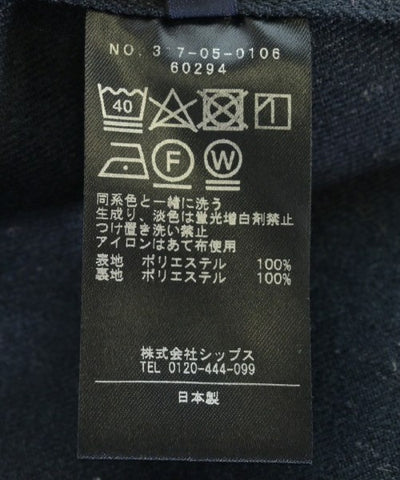 NO. 317-05-0106
60294
40
F W
同系色と一緒に洗う
生成り、淡色は蛍光増白剤禁止
つけ置き洗い禁止
アイロンはあて布使用
表地 ポリエステル 100%
裏地 ポリエステル 100%
株式会社シップス
TEL 0120-444-099
日本製